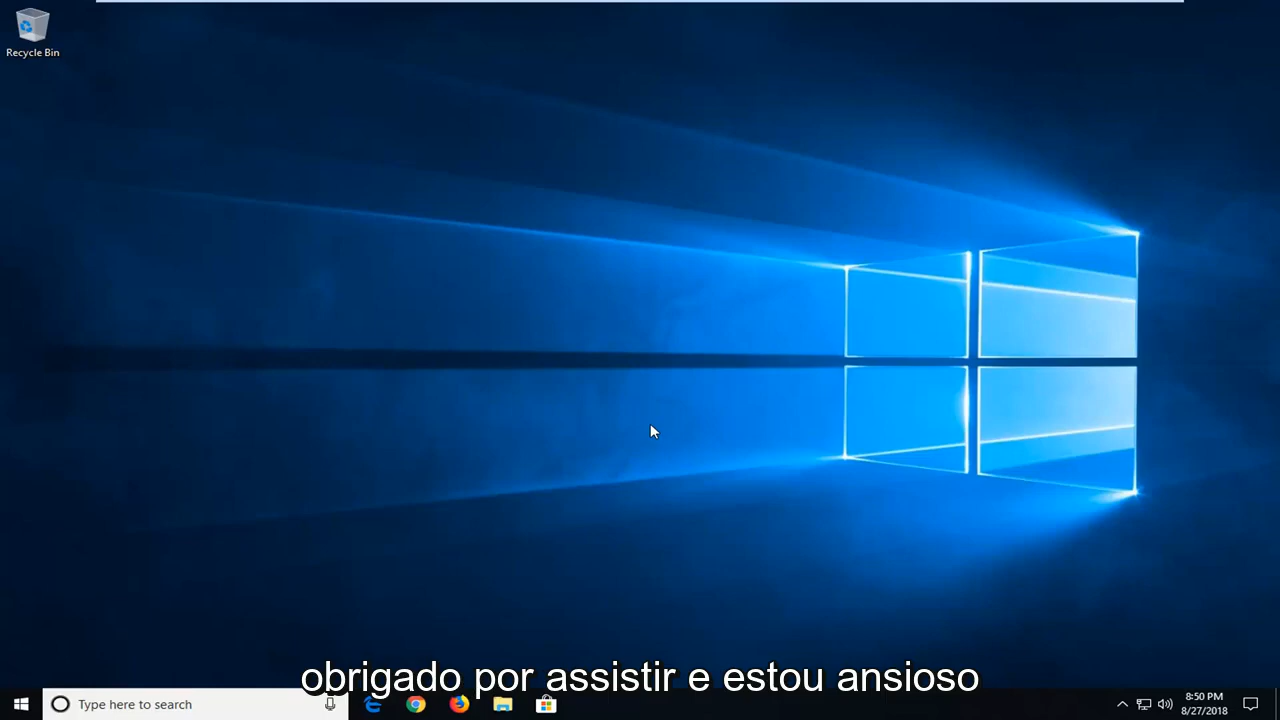 Recycle Bin
obrigado por assistir e estou ansioso
Type here to search
8:50 PM
8/27/2018